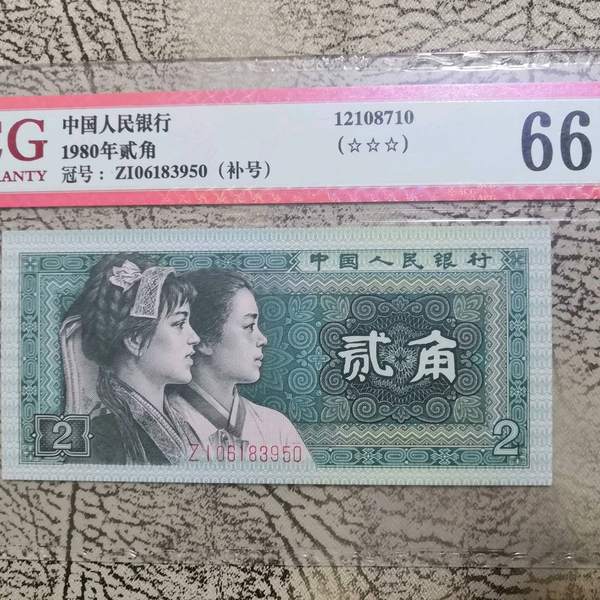 EG
RRANTY
中国人民银行
1980年贰角
冠号：ZI06183950（补号）
12108710
(☆☆☆)
66
中国人民银行
贰角
2
ZI06183950
2